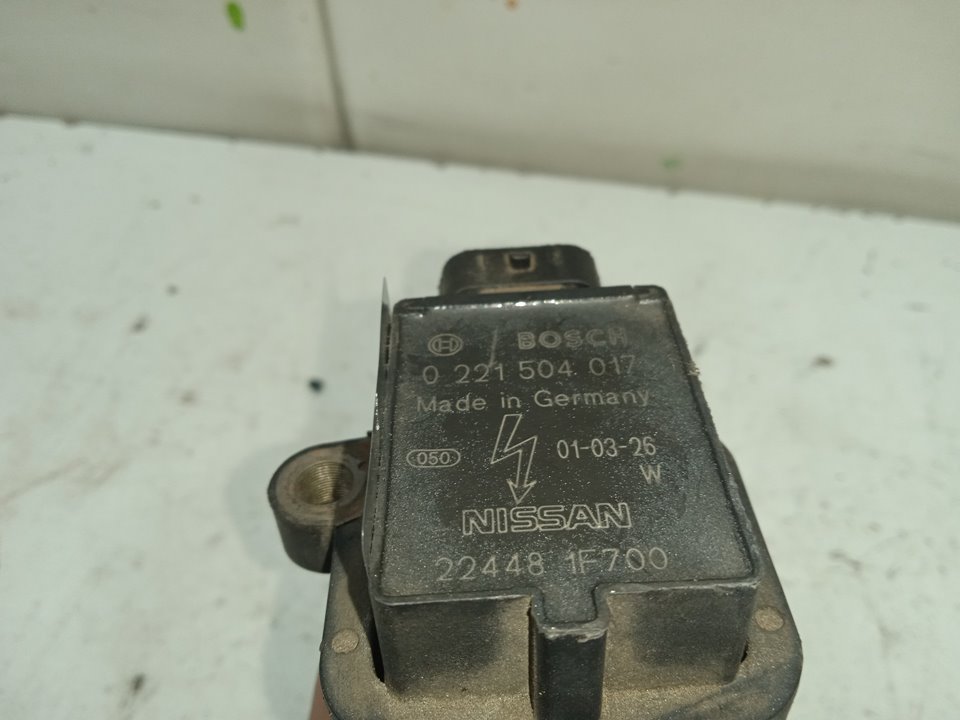 BOSCH
0 221 504 017
Made in Germany
050
01-03-26
W
NISSAN
22448 1F700